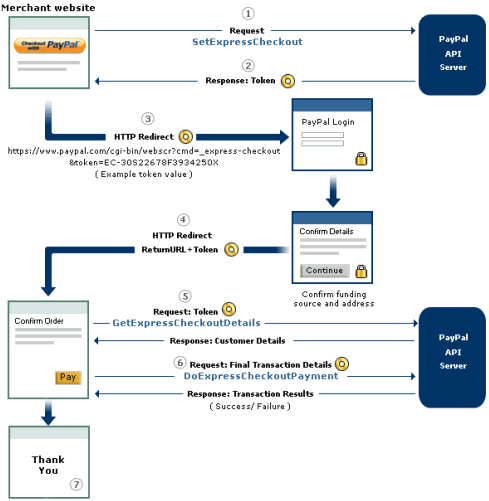 Merchant website
Checkout
with PayPal
1
Request
SetExpressCheckout
2
Response: Token
PayPal
API
Server
3
HTTP Redirect
https://www.paypal.com/cgi-bin/webscr?cmd=_express-checkout
&token=EC-30S22678F3934250X
( Example token value )
PayPal Login
4
HTTP Redirect
ReturnURL+Token
Confirm Details
Continue
Confirm funding
source and address
5
Request: Token
GetExpressCheckoutDetails
Response: Customer Details
Confirm Order
Pay
6 Request: Final Transaction Details
DoExpressCheckoutPayment
Response: Transaction Results
( Success/ Failure )
PayPal
API
Server
Thank
You
7